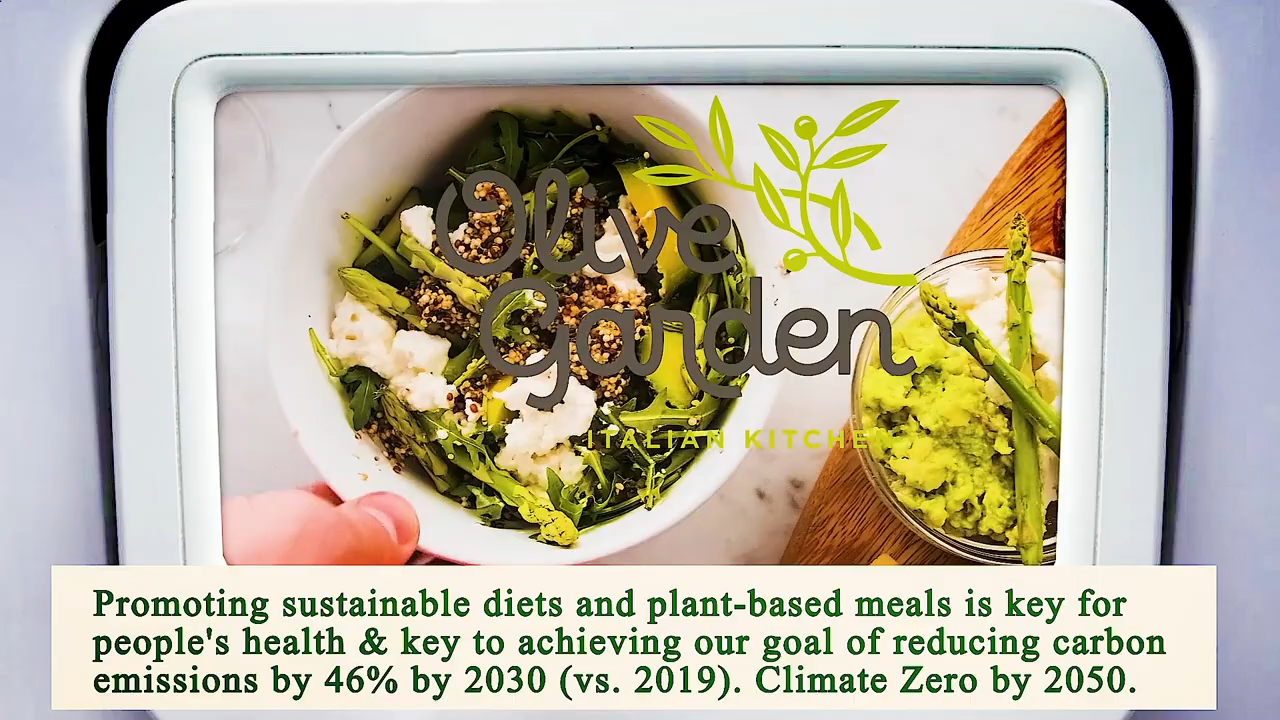 Olive
Garden
ITALIAN KITCHEN
Promoting sustainable diets and plant-based meals is key for
people's health & key to achieving our goal of reducing carbon
emissions by 46% by 2030 (vs. 2019). Climate Zero by 2050.